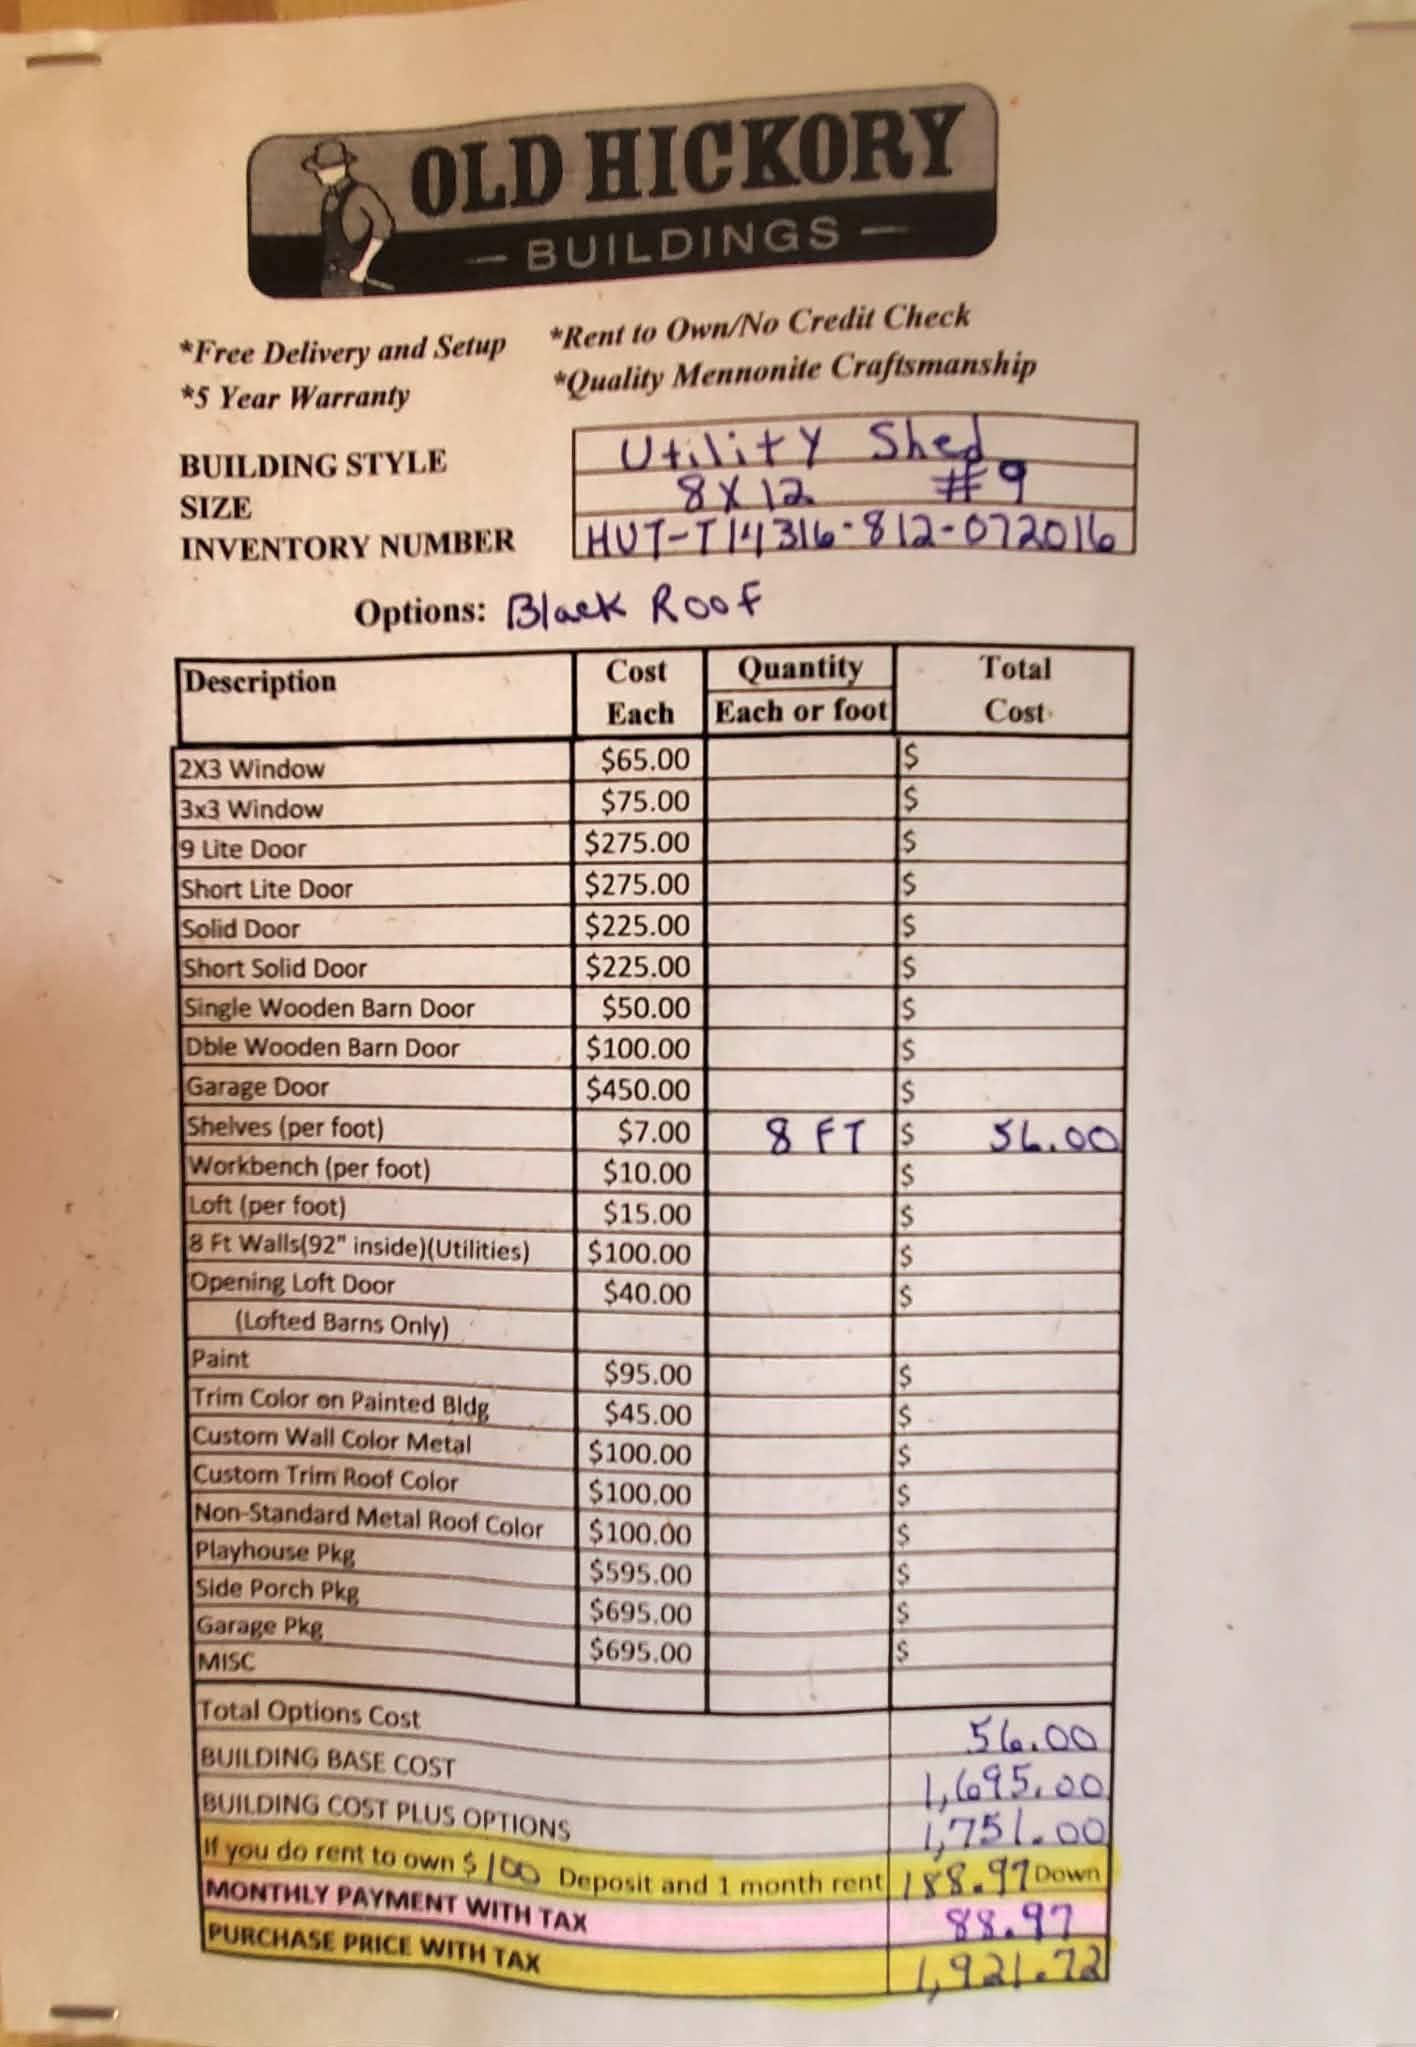 OLD HICKORY
— BUILDINGS —
*Free Delivery and Setup *Rent to Own/No Credit Check
*5 Year Warranty *Quality Mennonite Craftsmanship
BUILDING STYLE Utility Shed
SIZE 8X12 #9
INVENTORY NUMBER HUT-T14316-812-072016
Options: Black Roof
Description Cost Each Quantity Each or foot Total Cost
2X3 Window $65.00 $
3x3 Window $75.00 $
9 Lite Door $275.00 $
Short Lite Door $275.00 $
Solid Door $225.00 $
Short Solid Door $225.00 $
Single Wooden Barn Door $50.00 $
Dble Wooden Barn Door $100.00 $
Garage Door $450.00 $
Shelves (per foot) $7.00 8 FT $ 56.00
Workbench (per foot) $10.00 $
Loft (per foot) $15.00 $
8 Ft Walls(92" inside)(Utilities) $100.00 $
Opening Loft Door $40.00 $
(Lofted Barns Only)
Paint $95.00 $
Trim Color on Painted Bldg $45.00 $
Custom Wall Color Metal $100.00 $
Custom Trim Roof Color $100.00 $
Non-Standard Metal Roof Color $100.00 $
Playhouse Pkg $595.00 $
Side Porch Pkg $695.00 $
Garage Pkg $695.00 $
MISC
Total Options Cost 56.00
BUILDING BASE COST 1,695.00
BUILDING COST PLUS OPTIONS 1,751.00
If you do rent to own $ 100 Deposit and 1 month rent 188.97 Down
MONTHLY PAYMENT WITH TAX 88.97
PURCHASE PRICE WITH TAX 1,921.72